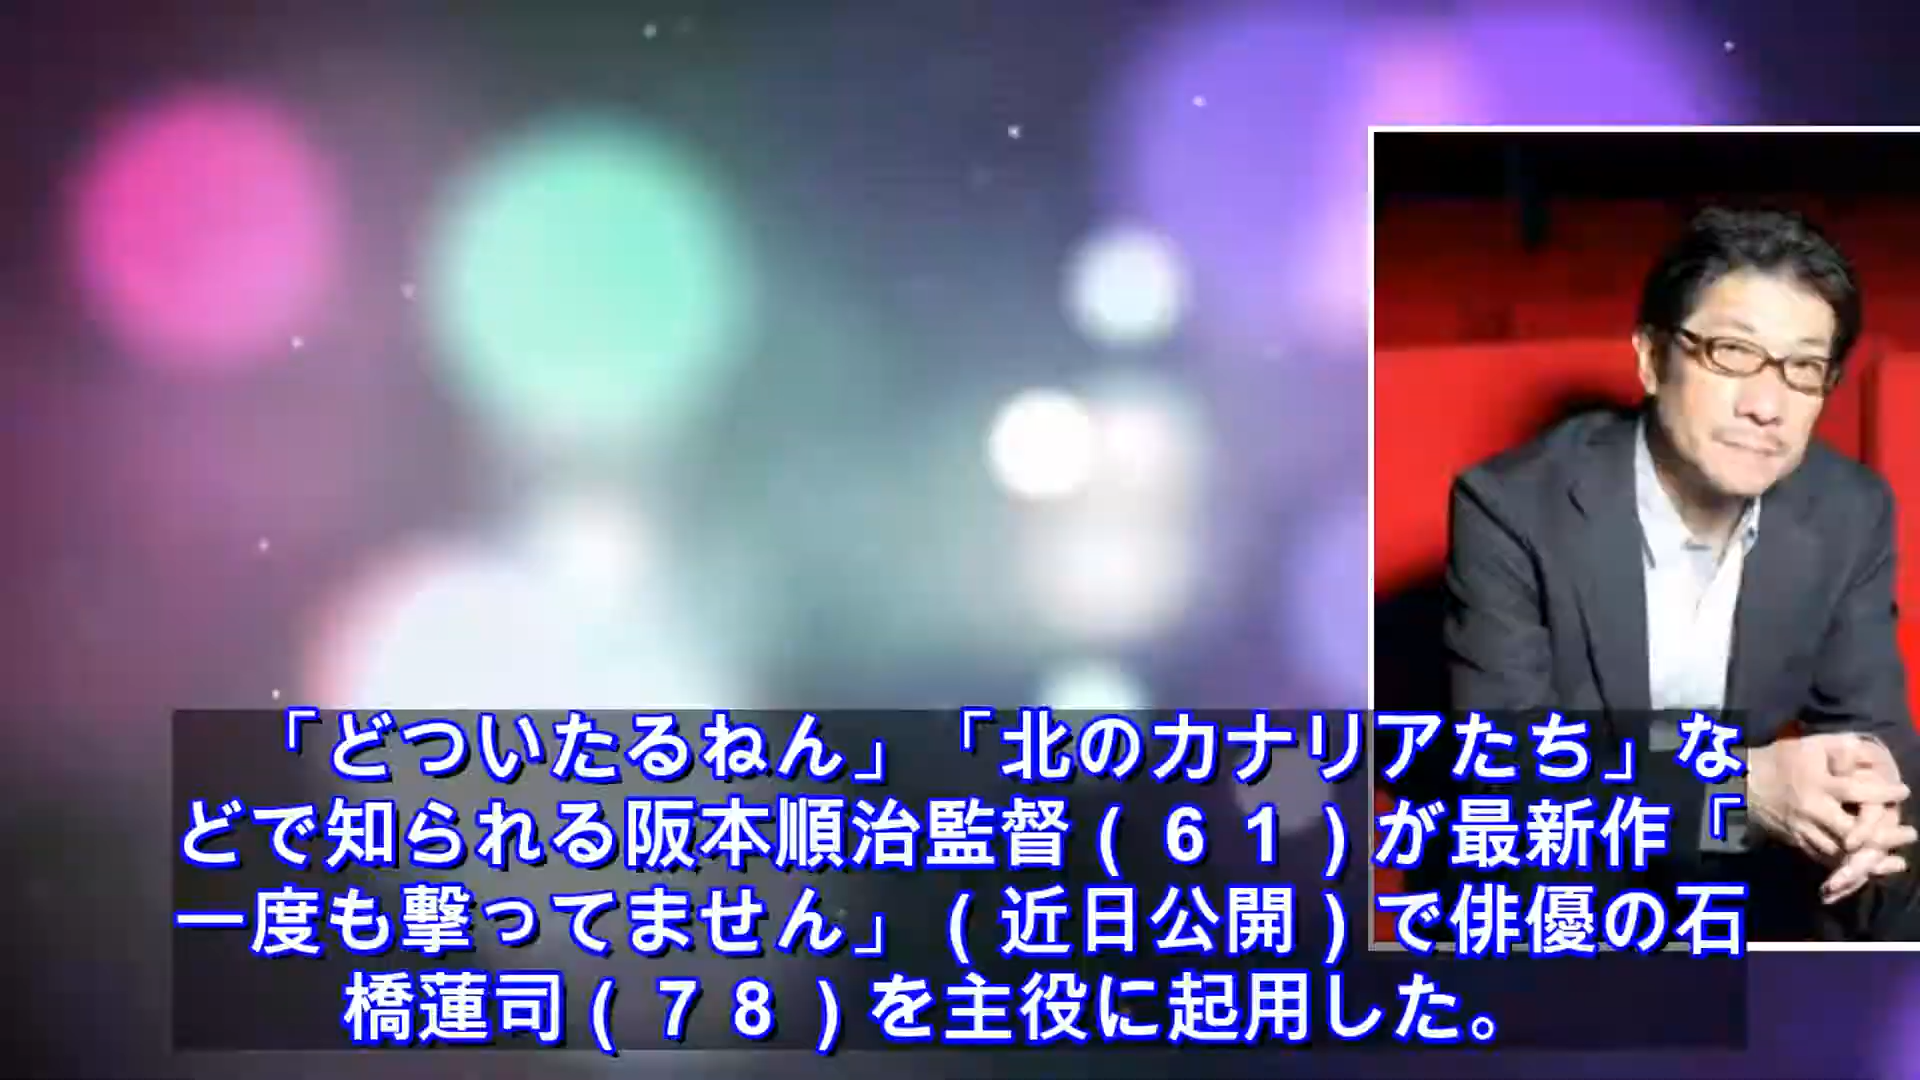 「どついたるねん」「北のカナリアたち」な
どで知られる阪本順治監督(６１)が最新作「
一度も撃ってません」(近日公開)で俳優の石
橋蓮司(７８)を主役に起用した。